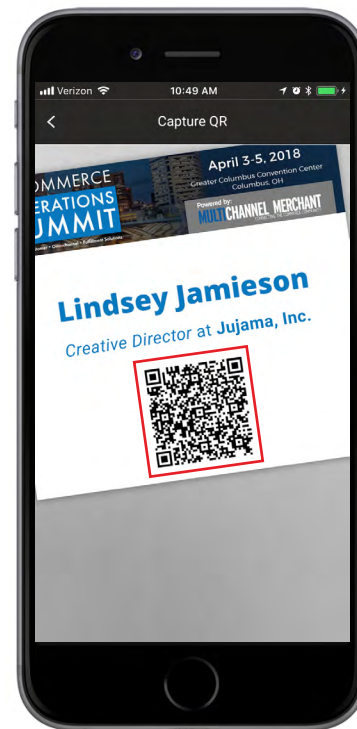 Verizon 10:49 AM
Capture QR
OMMERCE
ERATIONS
UMMIT
April 3-5, 2018
Greater Columbus Convention Center
Columbus, OH
Powered by:
MULTICHANNEL MERCHANT
Lindsey Jamieson
Creative Director at Jujama, Inc.